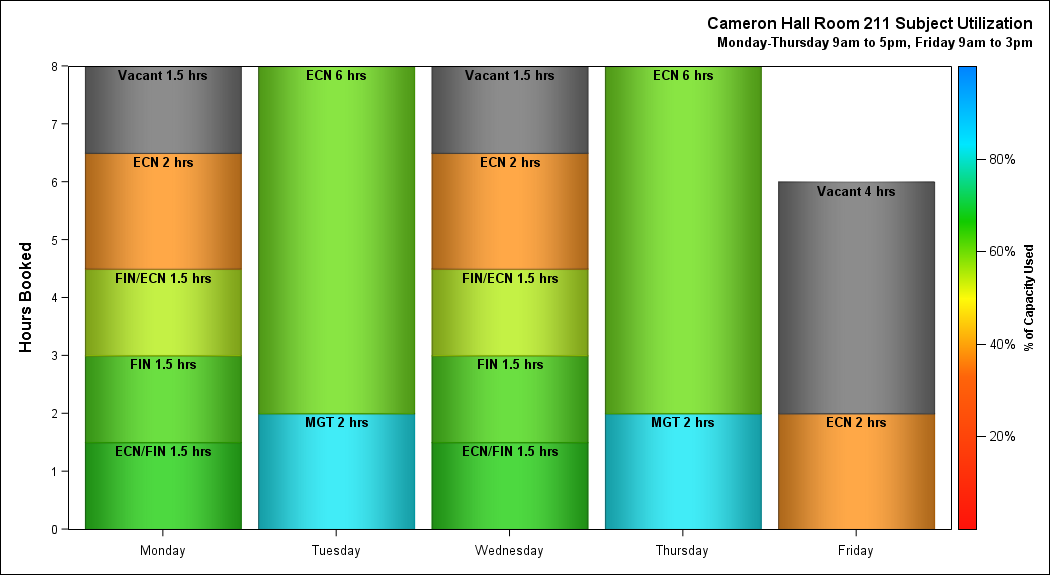 Cameron Hall Room 211 Subject Utilization
Monday-Thursday 9am to 5pm, Friday 9am to 3pm
Hours Booked
8
7
6
5
4
3
2
1
0
Vacant 1.5 hrs
ECN 2 hrs
FIN/ECN 1.5 hrs
FIN 1.5 hrs
ECN/FIN 1.5 hrs
ECN 6 hrs
MGT 2 hrs
Vacant 1.5 hrs
ECN 2 hrs
FIN/ECN 1.5 hrs
FIN 1.5 hrs
ECN/FIN 1.5 hrs
ECN 6 hrs
MGT 2 hrs
Vacant 4 hrs
ECN 2 hrs
Monday
Tuesday
Wednesday
Thursday
Friday
80%
60%
40%
20%
% of Capacity Used